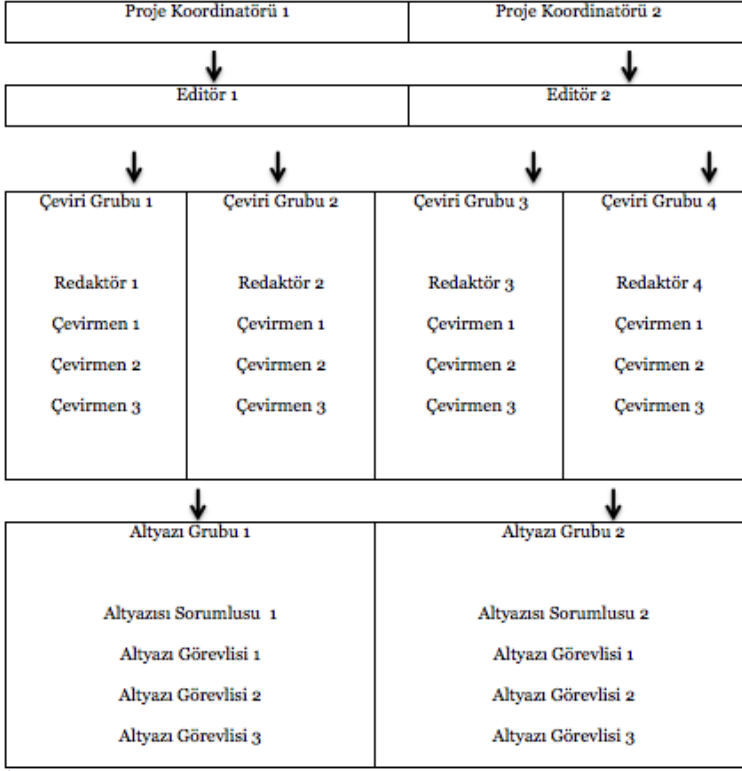 Proje Koordinatörü 1 Proje Koordinatörü 2
Editör 1 Editör 2
Çeviri Grubu 1 Çeviri Grubu 2 Çeviri Grubu 3 Çeviri Grubu 4
Redaktör 1 Redaktör 2 Redaktör 3 Redaktör 4
Çevirmen 1 Çevirmen 1 Çevirmen 1 Çevirmen 1
Çevirmen 2 Çevirmen 2 Çevirmen 2 Çevirmen 2
Çevirmen 3 Çevirmen 3 Çevirmen 3 Çevirmen 3
Altyazı Grubu 1 Altyazı Grubu 2
Altyazısı Sorumlusu 1 Altyazısı Sorumlusu 2
Altyazı Görevlisi 1 Altyazı Görevlisi 1
Altyazı Görevlisi 2 Altyazı Görevlisi 2
Altyazı Görevlisi 3 Altyazı Görevlisi 3